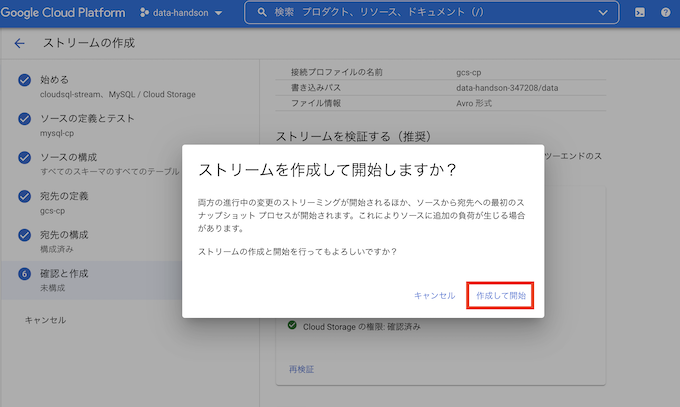 Google Cloud Platform
data-handson
検索 プロダクト、リソース、ドキュメント（/）
ストリームの作成
始める
cloudsql-stream、MySQL / Cloud Storage
ソースの定義とテスト
mysql-cp
ソースの構成
すべてのスキーマのすべてのテーブル
宛先の定義
gcs-cp
宛先の構成
構成済み
6
確認と作成
未構成
キャンセル
接続プロファイルの名前 gcs-cp
書き込みパス data-handson-347208/data
ファイル情報 Avro 形式
ストリームを検証する（推奨）
ツーエンドのス
ストリームを作成して開始しますか？
両方の進行中の変更のストリーミングが開始されるほか、ソースから宛先への最初のス
ナップショット プロセスが開始されます。これによりソースに追加の負荷が生じる場合
があります。
ストリームの作成と開始を行ってもよろしいですか？
キャンセル 作成して開始
Cloud Storage の権限: 確認済み
再検証